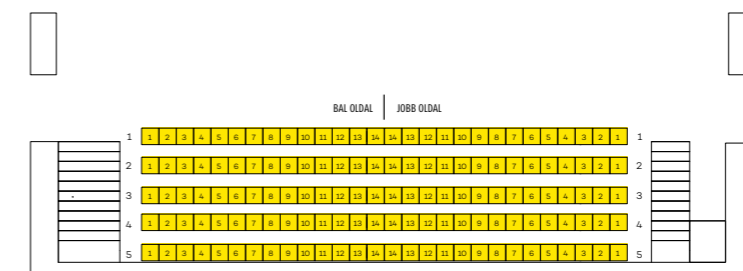 BAL OLDAL JOBB OLDAL
1 1 2 3 4 5 6 7 8 9 10 11 12 13 14 14 13 12 11 10 9 8 7 6 5 4 3 2 1 1
2 1 2 3 4 5 6 7 8 9 10 11 12 13 14 14 13 12 11 10 9 8 7 6 5 4 3 2 1 2
3 1 2 3 4 5 6 7 8 9 10 11 12 13 14 14 13 12 11 10 9 8 7 6 5 4 3 2 1 3
4 1 2 3 4 5 6 7 8 9 10 11 12 13 14 14 13 12 11 10 9 8 7 6 5 4 3 2 1 4
5 1 2 3 4 5 6 7 8 9 10 11 12 13 14 14 13 12 11 10 9 8 7 6 5 4 3 2 1 5